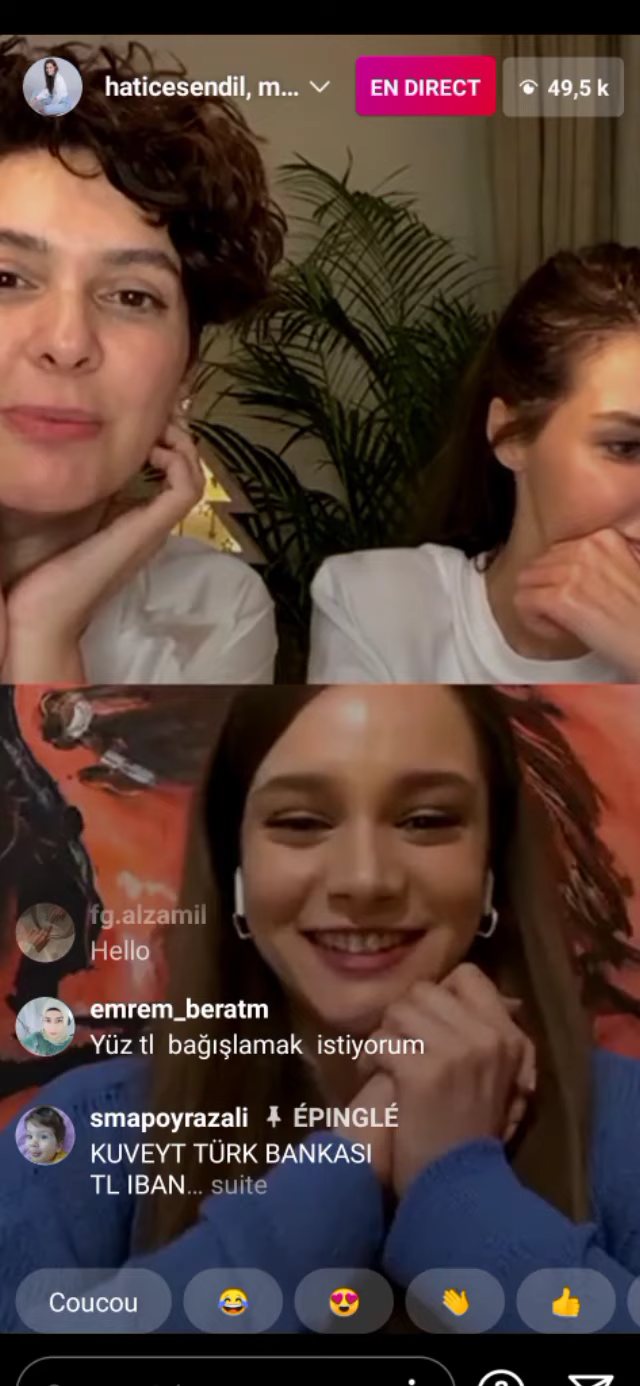 haticesendil, m...
EN DIRECT
49,5 k
fg.alzamil
Hello
emrem_beratm
Yüz tl bağışlamak istiyorum
smapoyrazali ÉPINGLÉ
KUVEYT TÜRK BANKASI
TL IBAN... suite
Coucou